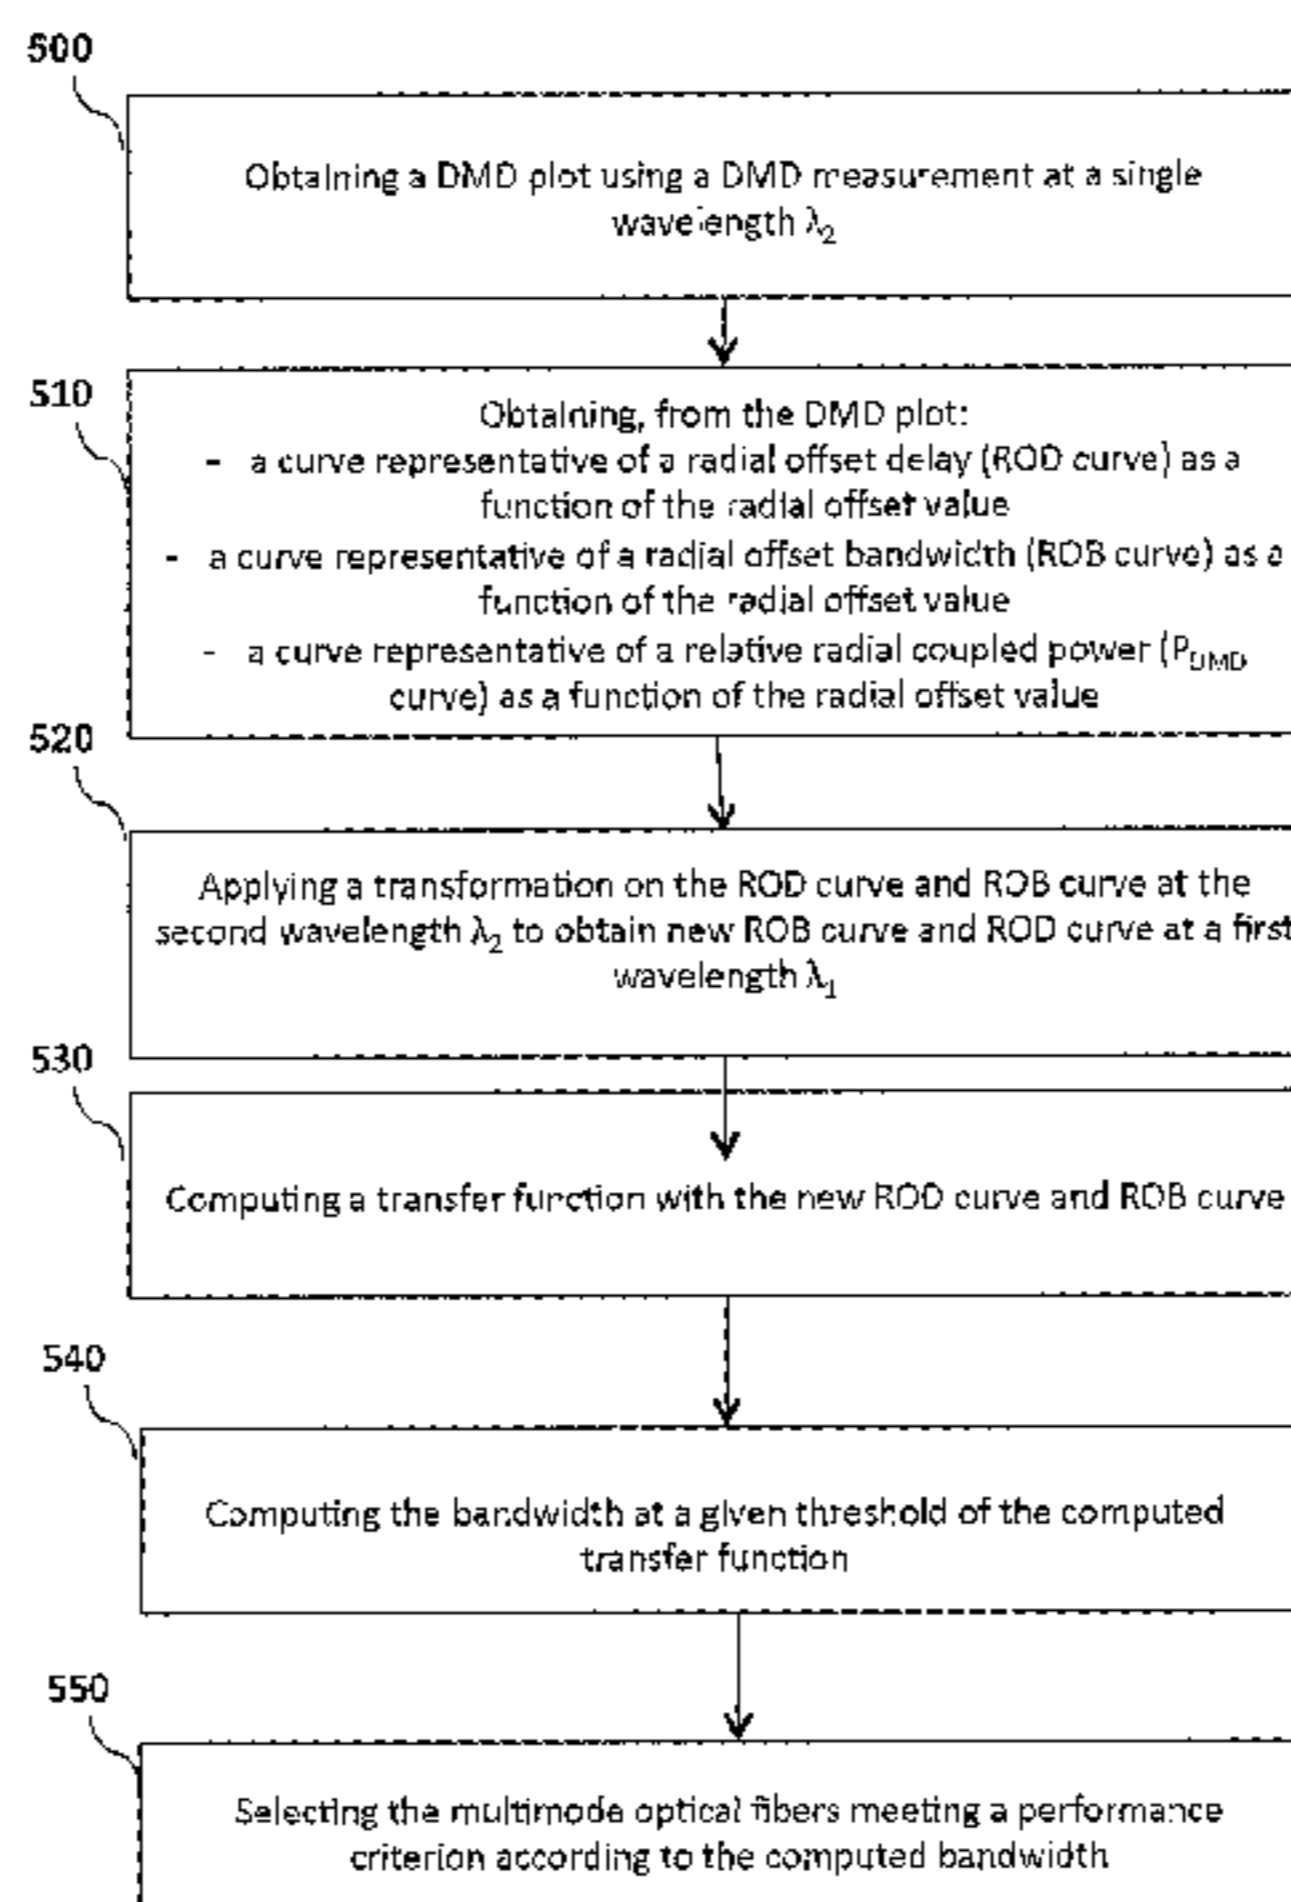 500
Obtaining a DMD plot using a DMD measurement at a single
wavelength λ₂
510
Obtaining, from the DMD plot:
- a curve representative of a radial offset delay (ROD curve) as a
function of the radial offset value
- a curve representative of a radial offset bandwidth (ROB curve) as a
function of the radial offset value
- a curve representative of a relative radial coupled power (P_DMD
curve) as a function of the radial offset value
520
Applying a transformation on the ROD curve and ROB curve at the
second wavelength λ₂ to obtain new ROB curve and ROD curve at a first
wavelength λ₁
530
Computing a transfer function with the new ROD curve and ROB curve
540
Computing the bandwidth at a given threshold of the computed
transfer function
550
Selecting the multimode optical fibers meeting a performance
criterion according to the computed bandwidth